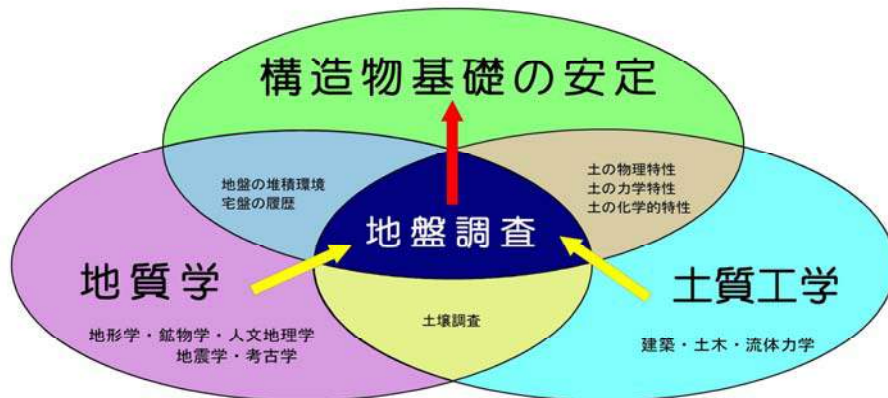 構造物基礎の安定
地盤の堆積環境
宅盤の履歴
土の物理特性
土の力学特性
土の化学的特性
地盤調査
地質学
土質工学
土壌調査
地形学・鉱物学・人文地理学
地震学・考古学
建築・土木・流体力学